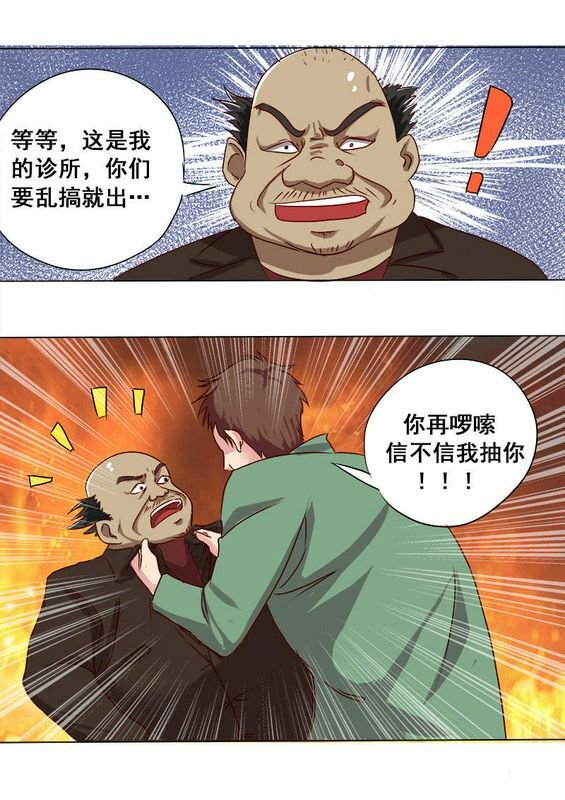 等等，这是我
的诊所，你们
要乱搞就出…
！
你再啰嗦
信不信我抽你
！！！